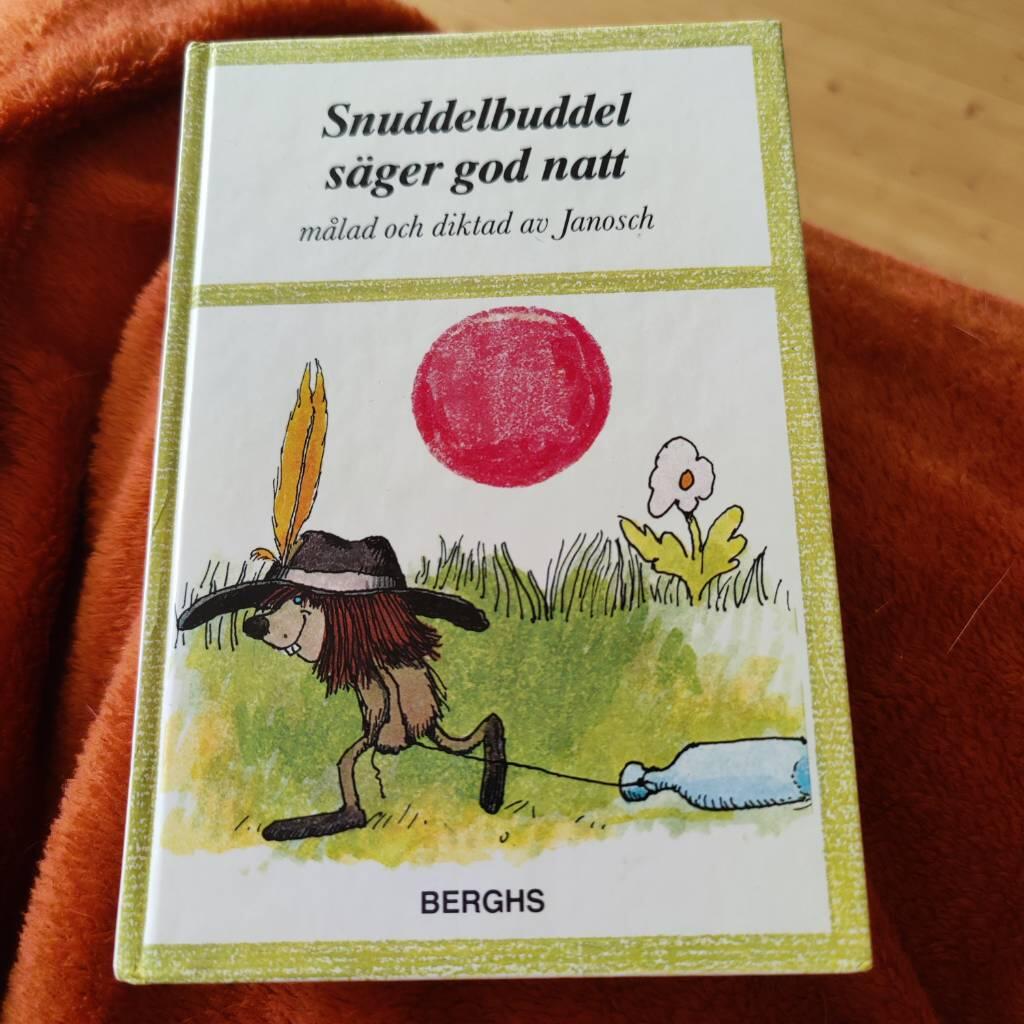 Snuddelbuddel
säger god natt
målad och diktad av Janosch
BERGHS